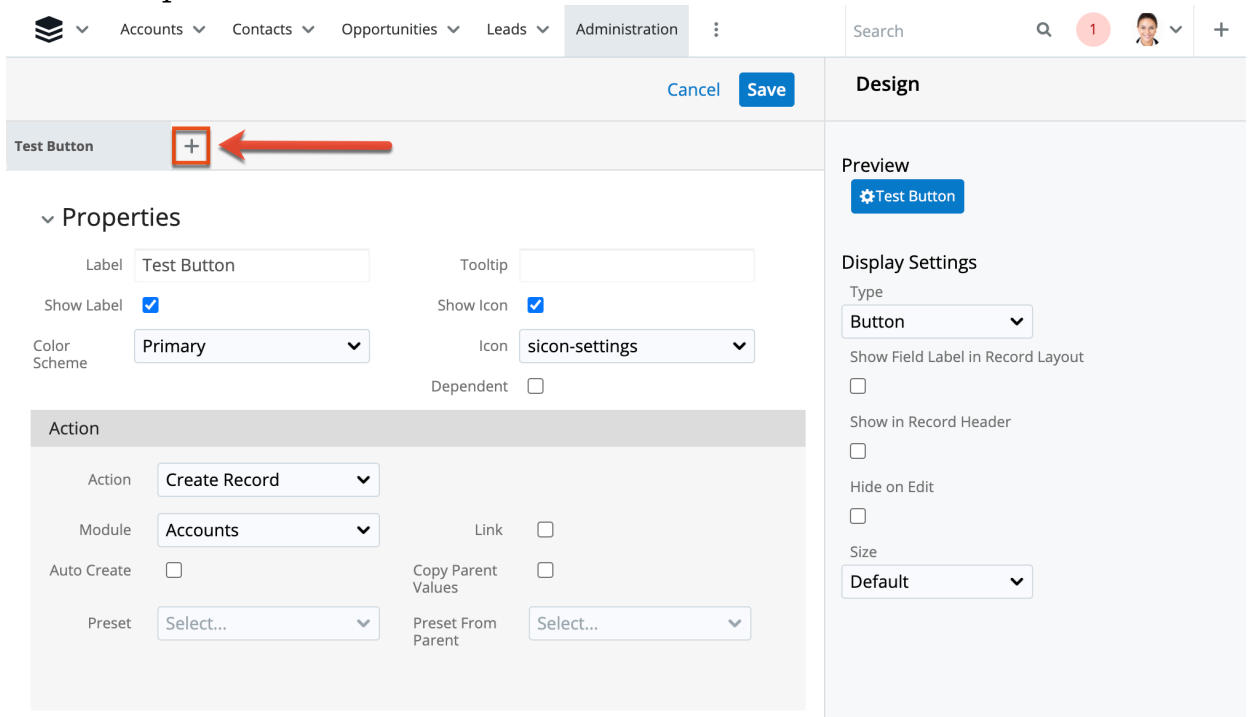 Accounts Contacts Opportunities Leads Administration Search 1
Cancel Save Design
Test Button
Preview
Test Button
Properties
Label Test Button Tooltip
Display Settings
Type
Show Label Show Icon
Button
Color Scheme Primary Icon sicon-settings
Show Field Label in Record Layout
Dependent
Show in Record Header
Action
Action Create Record
Hide on Edit
Module Accounts Link
Size
Auto Create Copy Parent Values
Default
Preset Select... Preset From Parent Select...